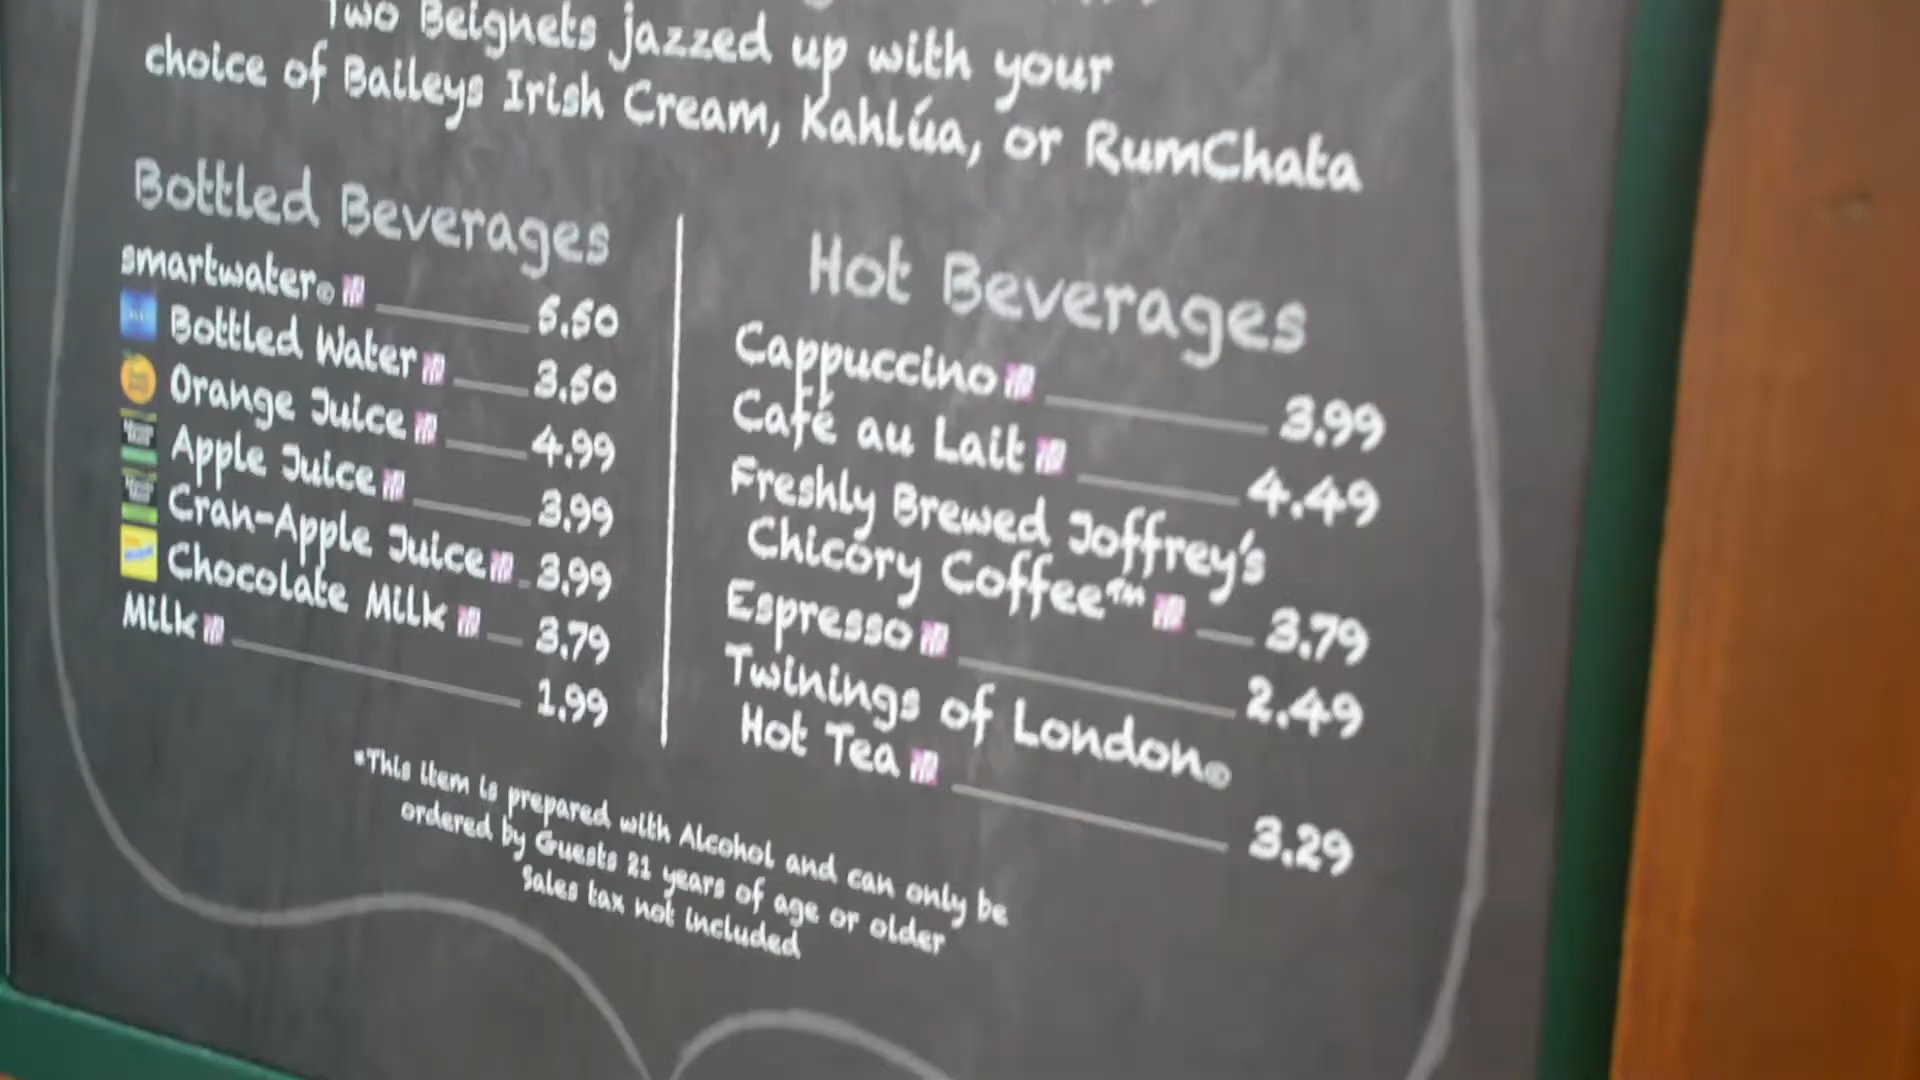 Two Beignets jazzed up with your
choice of Baileys Irish Cream, Kahlúa, or RumChata
Bottled Beverages
smartwater® 5.50
Bottled Water 3.50
Orange Juice 4.99
Apple Juice 3.99
Cran-Apple Juice 3.99
Chocolate Milk 3.79
Milk 1.99
Hot Beverages
Cappuccino 3.99
Café au Lait 4.49
Freshly Brewed Joffrey's
Chicory Coffee™ 3.79
Espresso 2.49
Twinings of London®
Hot Tea 3.29
*This item is prepared with Alcohol and can only be
ordered by Guests 21 years of age or older
Sales tax not included